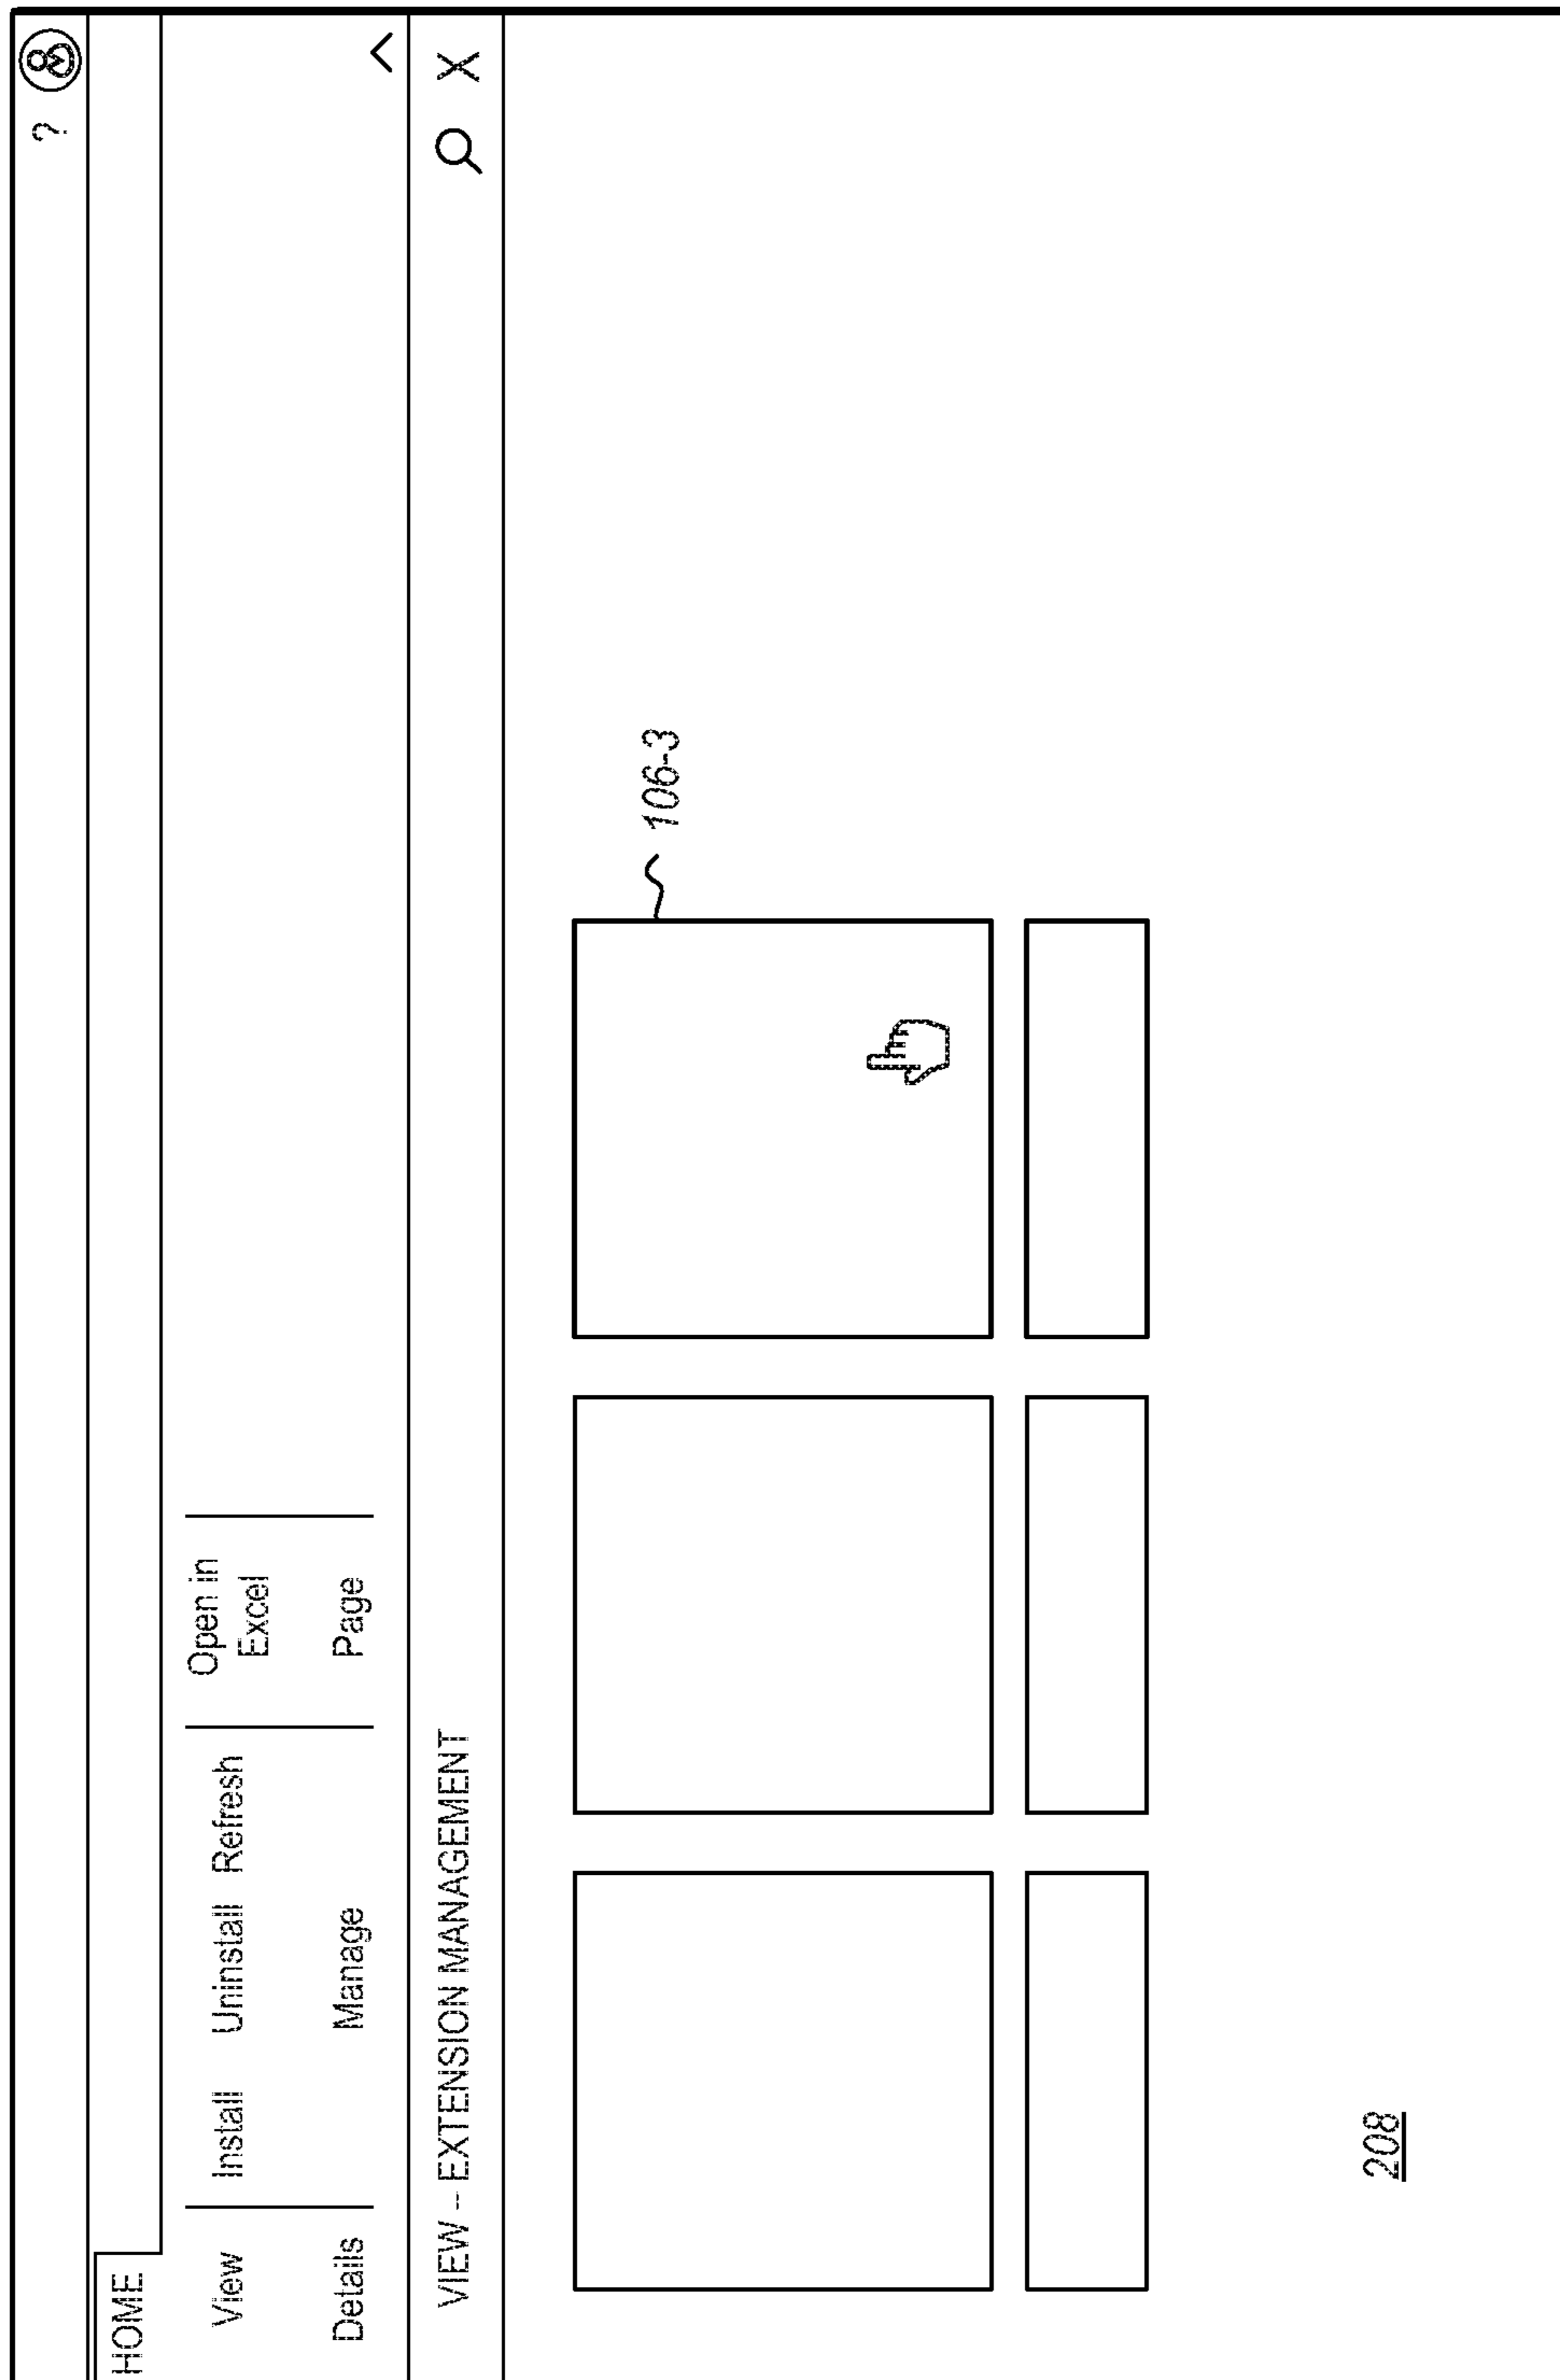 ?
HOME
View
Install Uninstall Refresh
Open in
Excel
Details
Manage
Page
VIEW -- EXTENSION MANAGEMENT
X
106-3
208